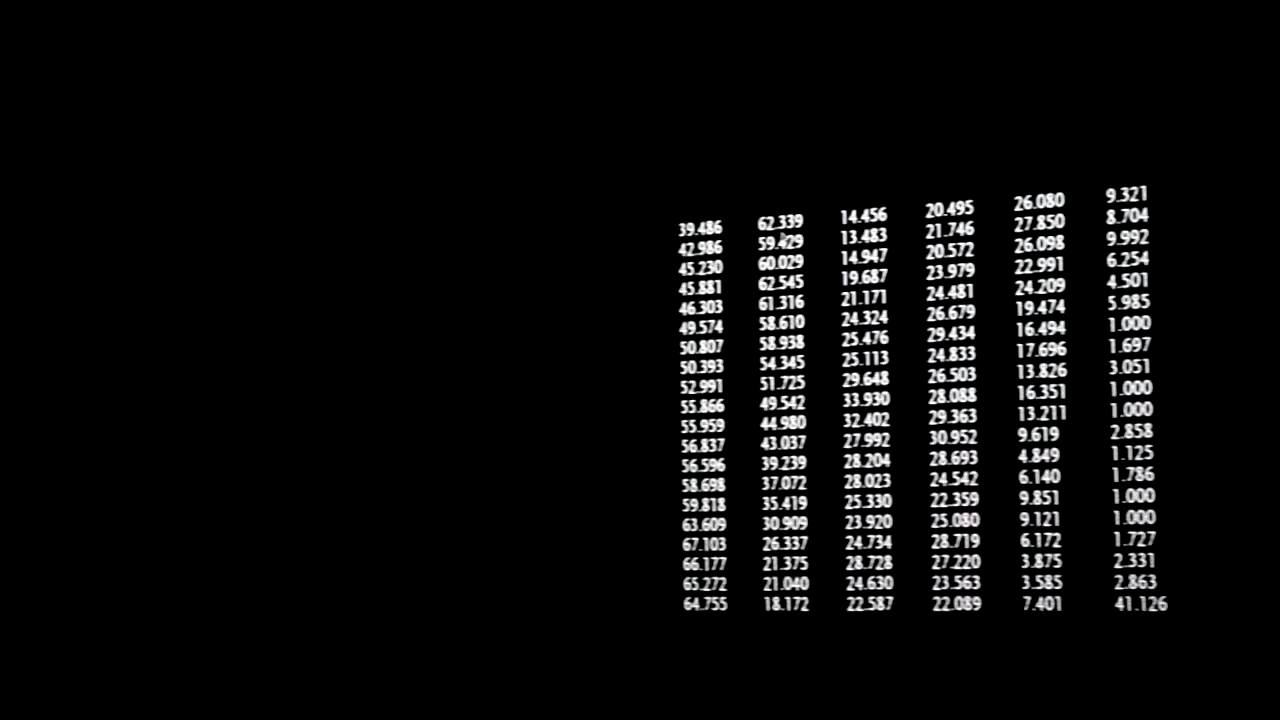 39.486 62.339 14.456 20.495 26.080 9.321
42.986 59.429 13.483 21.746 27.850 8.704
45.230 60.029 14.947 20.572 26.098 9.992
45.881 62.545 19.687 23.979 22.991 6.254
46.303 61.316 21.171 24.481 24.209 4.501
49.574 58.610 24.324 26.679 19.474 5.985
50.807 58.938 25.476 29.434 16.494 1.000
50.393 54.345 25.113 24.833 17.696 1.697
52.991 51.725 29.648 26.503 13.826 3.051
55.866 49.542 33.930 28.088 16.351 1.000
55.959 44.980 32.402 29.363 13.211 1.000
56.837 43.037 27.992 30.952 9.619 2.858
56.596 39.239 28.204 28.693 4.849 1.125
58.698 37.072 28.023 24.542 6.140 1.786
59.818 35.419 25.330 22.359 9.851 1.000
63.609 30.909 23.920 25.080 9.121 1.000
67.103 26.337 24.734 28.719 6.172 1.727
66.177 21.375 28.728 27.220 3.875 2.331
65.272 21.040 24.630 23.563 3.585 2.863
64.755 18.172 22.587 22.089 7.401 41.126